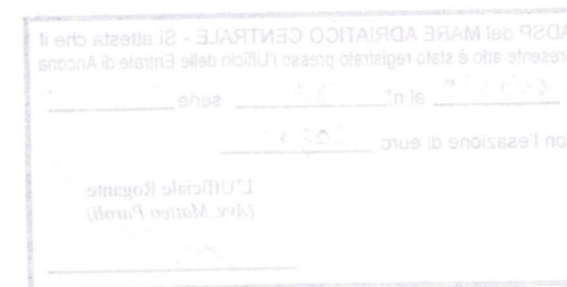 ADSP del MARE ADRIATICO CENTRALE - Si attesta che il
presente atto è stato registrato presso l'Ufficio delle Entrate di Ancona
al n° serie
con l'esazione di euro
L'Ufficiale Rogante
(Avv. Matteo Paroli)